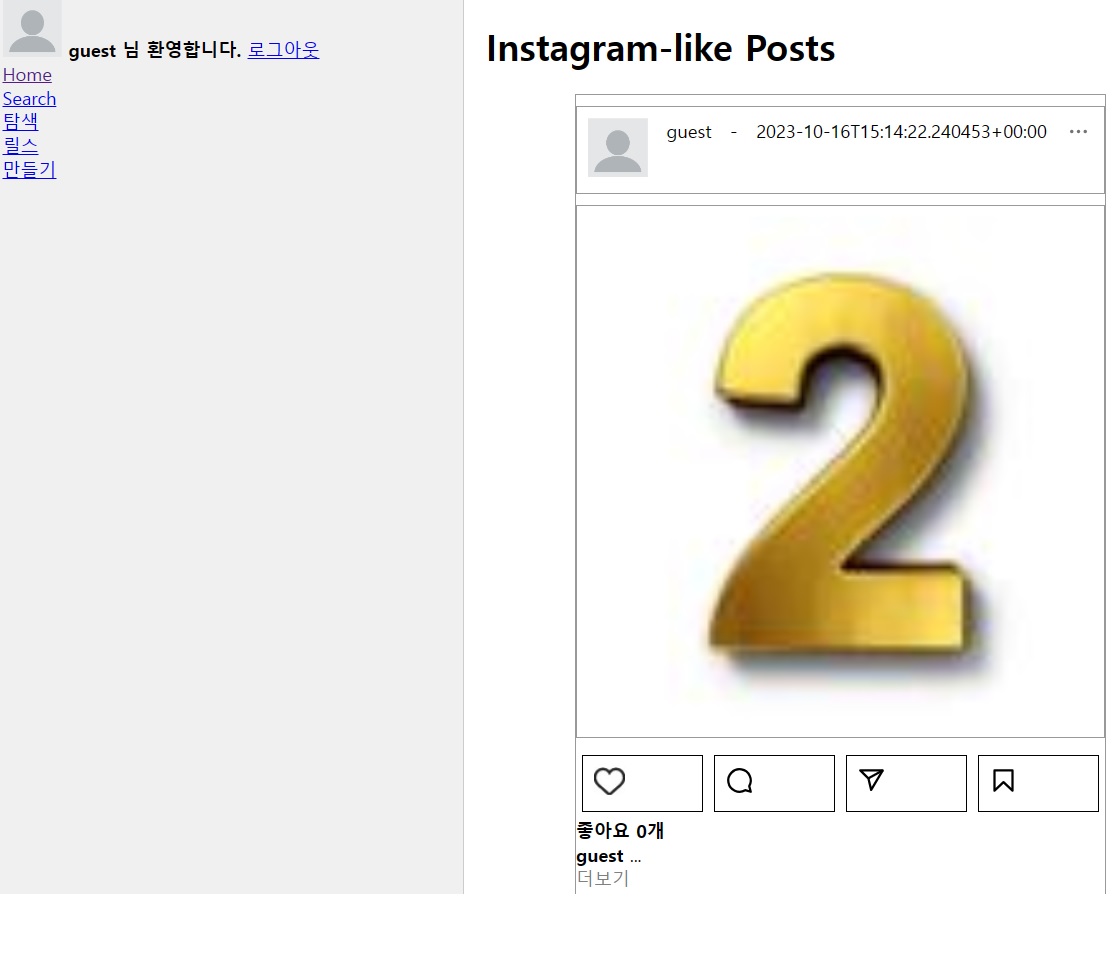 guest 님 환영합니다. 로그아웃
Home
Search
탐색
릴스
만들기
Instagram-like Posts
guest - 2023-10-16T15:14:22.240453+00:00 ···
2
좋아요 0개
guest ...
더보기